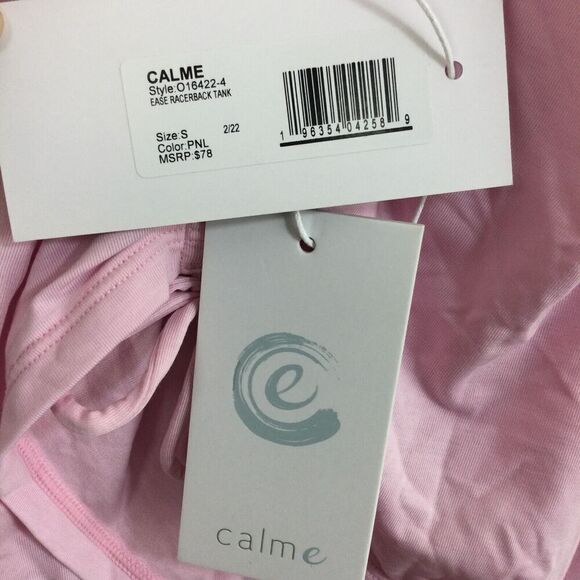 CALME
Style:O16422-4
EASE RACERBACK TANK
Size:S 2/22
Color:PNL
MSRP:$78
1 96354 04258 9
e
calme